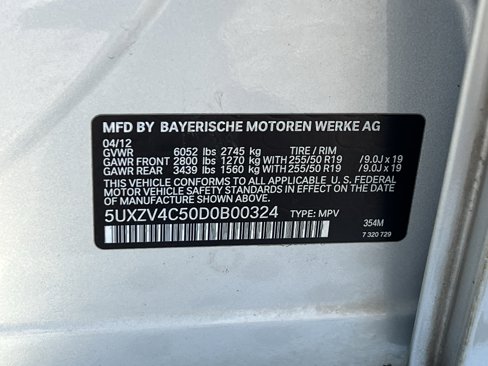 MFD BY BAYERISCHE MOTOREN WERKE AG
04/12
GVWR 6052 lbs 2745 kg TIRE / RIM
GAWR FRONT 2800 lbs 1270 kg WITH 255/50 R19 /9.0J x 19
GAWR REAR 3439 lbs 1560 kg WITH 255/50 R19 /9.0J x 19
THIS VEHICLE CONFORMS TO ALL APPLICABLE U.S. FEDERAL
MOTOR VEHICLE SAFETY STANDARDS IN EFFECT ON THE DATE OF
MANUFACTURE SHOWN ABOVE.
5UXZV4C50D0B00324 TYPE: MPV
354M
7 320 729